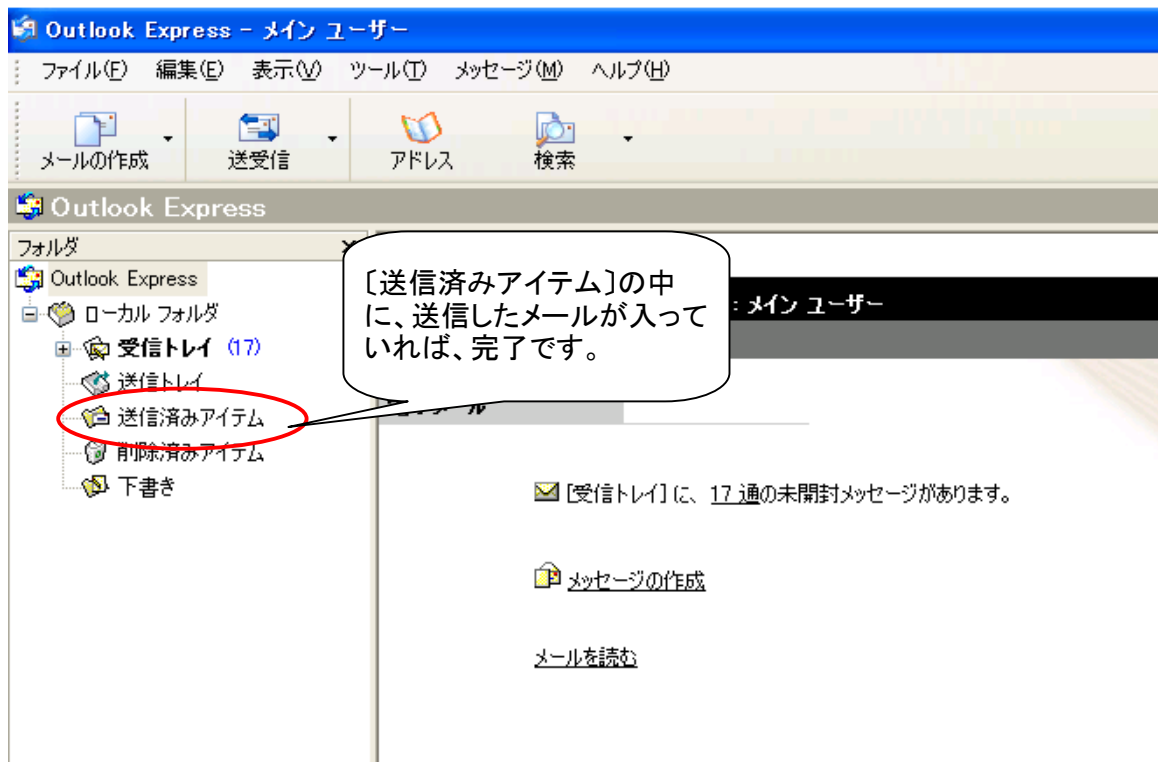 Outlook Express - メイン ユーザー
ファイル(F) 編集(E) 表示(V) ツール(T) メッセージ(M) ヘルプ(H)
メールの作成 送受信 アドレス 検索
Outlook Express
フォルダ
Outlook Express
ローカル フォルダ
受信トレイ (17)
送信トレイ
送信済みアイテム
削除済みアイテム
下書き
〔送信済みアイテム〕の中
に、送信したメールが入って
いれば、完了です。
: メイン ユーザー
メール
[受信トレイ] に、 17 通の未開封メッセージがあります。
メッセージの作成
メールを読む